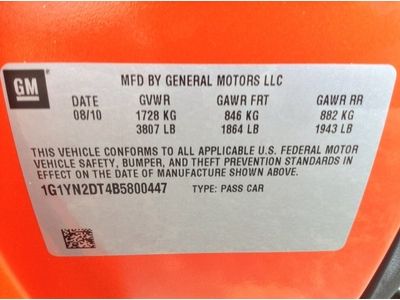 GM
MFD BY GENERAL MOTORS LLC
DATE GVWR GAWR FRT GAWR RR
08/10 1728 KG 846 KG 882 KG
3807 LB 1864 LB 1943 LB
THIS VEHICLE CONFORMS TO ALL APPLICABLE U.S. FEDERAL MOTOR
VEHICLE SAFETY, BUMPER, AND THEFT PREVENTION STANDARDS IN
EFFECT ON THE DATE OF MANUFACTURE SHOWN ABOVE.
1G1YN2DT4B5800447 TYPE: PASS CAR